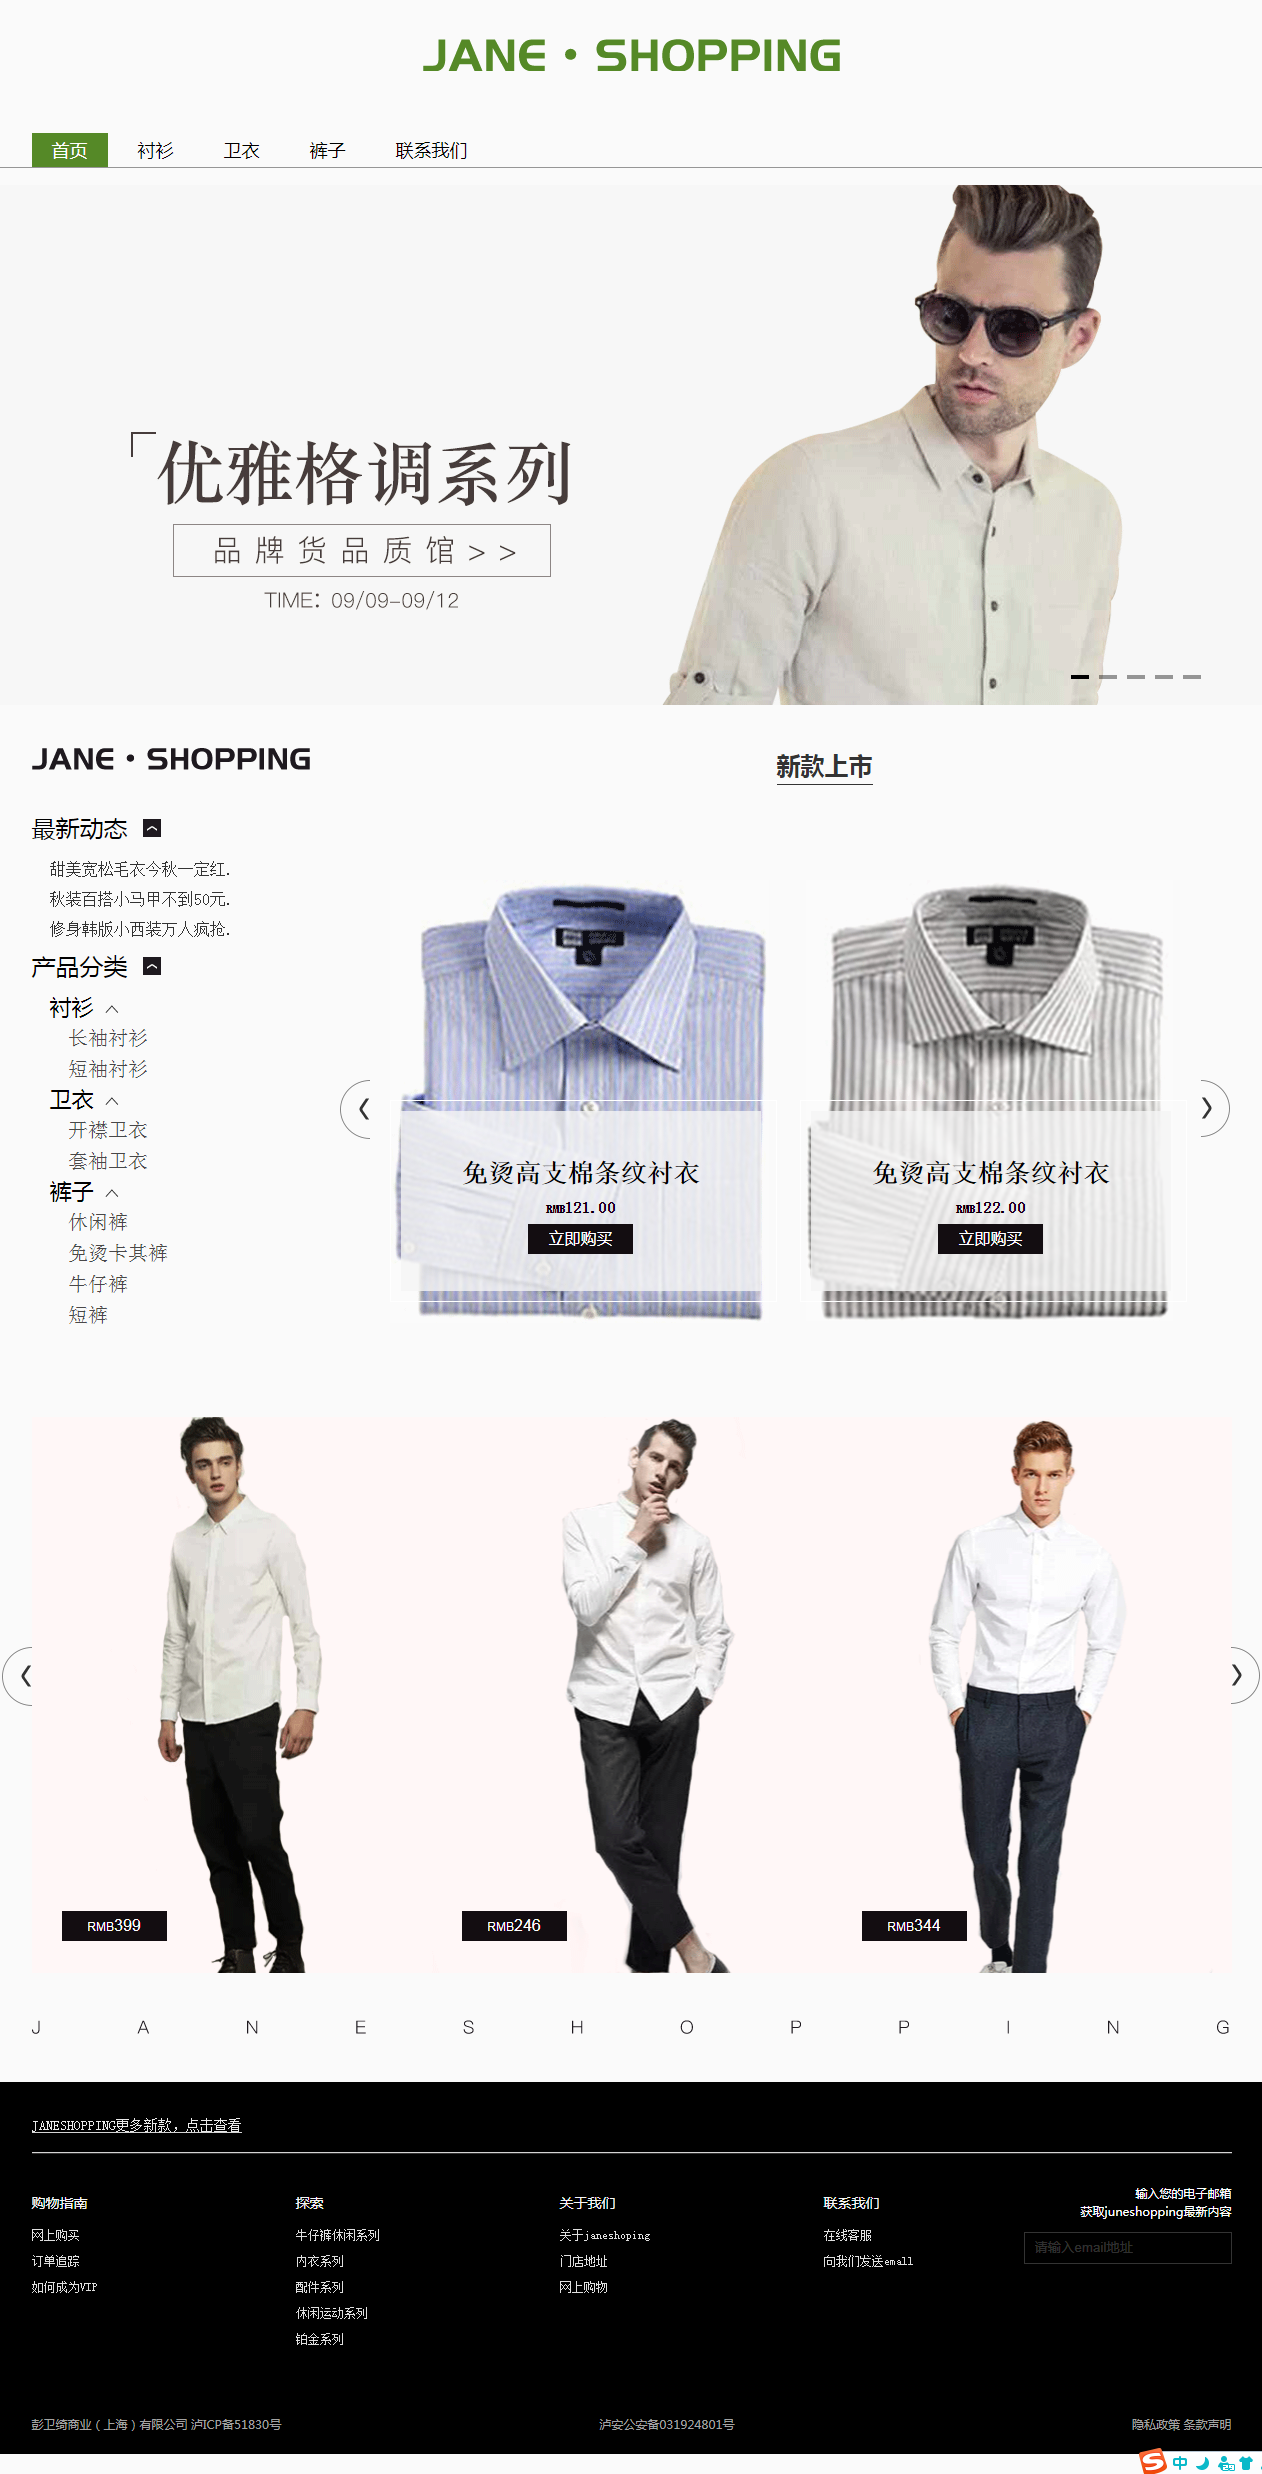 JANE • SHOPPING
首页 衬衫 卫衣 裤子 联系我们
优雅格调系列
品牌货品质馆>>
TIME: 09/09-09/12
JANE • SHOPPING
新款上市
最新动态
甜美宽松毛衣今秋一定红.
秋装百搭小马甲不到50元.
修身韩版小西装万人疯抢.
产品分类
衬衫
长袖衬衫
短袖衬衫
卫衣
开襟卫衣
套袖卫衣
裤子
休闲裤
免烫卡其裤
牛仔裤
短裤
免烫高支棉条纹衬衣
RMB121.00
立即购买
免烫高支棉条纹衬衣
RMB122.00
立即购买
RMB399
RMB246
RMB344
J A N E S H O P P I N G
JANESHOPPING更多新款，点击查看
购物指南
网上购买
订单追踪
如何成为VIP
探索
牛仔裤休闲系列
内衣系列
配件系列
休闲运动系列
铂金系列
关于我们
关于janeshoping
门店地址
网上购物
联系我们
在线客服
向我们发送emall
输入您的电子邮箱
获取juneshopping最新内容
请输入email地址
彭卫绮商业（上海）有限公司 泸ICP备51830号
泸安公安备031924801号
隐私政策 条款声明
中